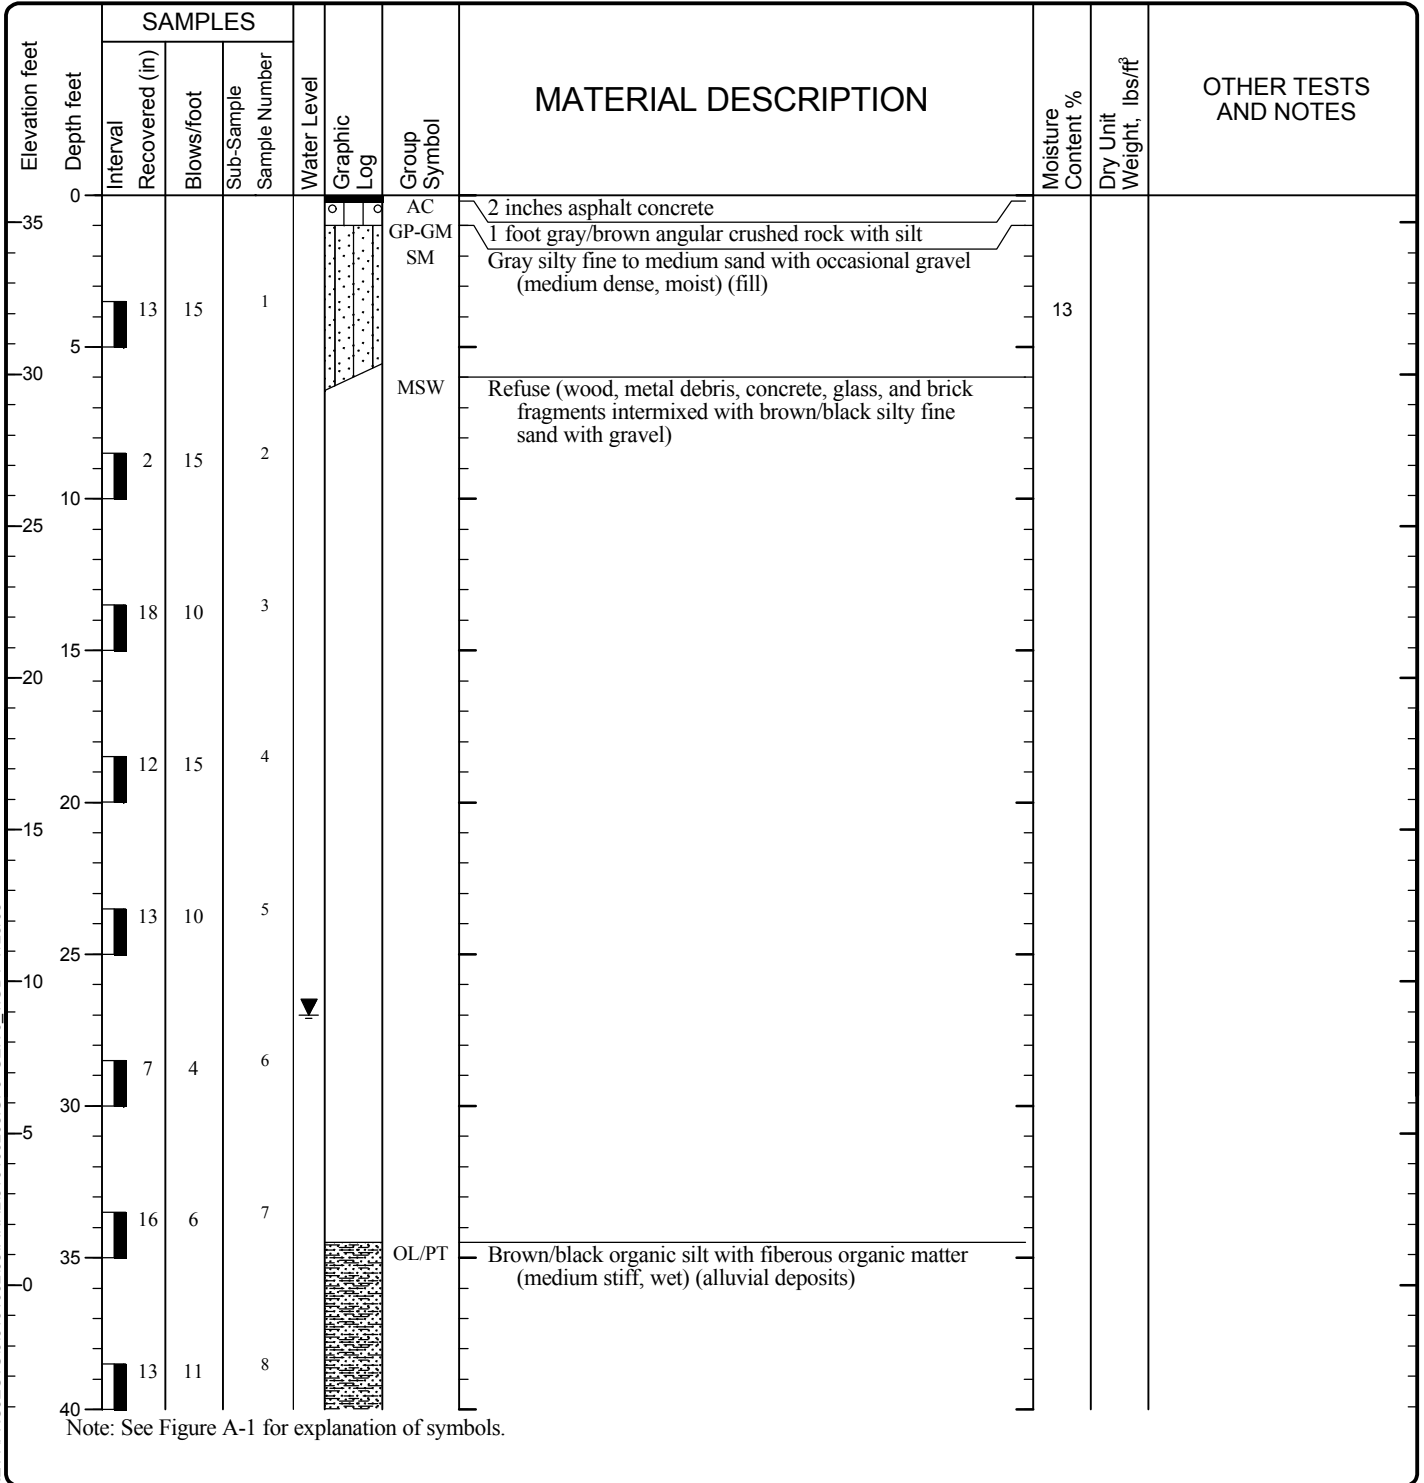 SAMPLES
Elevation feet
Depth feet
Interval
Recovered (in)
Blows/foot
Sub-Sample
Sample Number
Water Level
Graphic
Log
Group
Symbol
MATERIAL DESCRIPTION
Moisture
Content %
Dry Unit
Weight, lbs/ft³
OTHER TESTS
AND NOTES
0
AC 2 inches asphalt concrete
35
GP-GM 1 foot gray/brown angular crushed rock with silt
SM Gray silty fine to medium sand with occasional gravel
(medium dense, moist) (fill)
13 15 1 13
5
30
MSW Refuse (wood, metal debris, concrete, glass, and brick
fragments intermixed with brown/black silty fine
sand with gravel)
2 15 2
10
25
18 10 3
15
20
12 15 4
20
15
13 10 5
25
10
7 4 6
30
5
16 6 7
35
OL/PT Brown/black organic silt with fiberous organic matter
(medium stiff, wet) (alluvial deposits)
0
13 11 8
40
Note: See Figure A-1 for explanation of symbols.